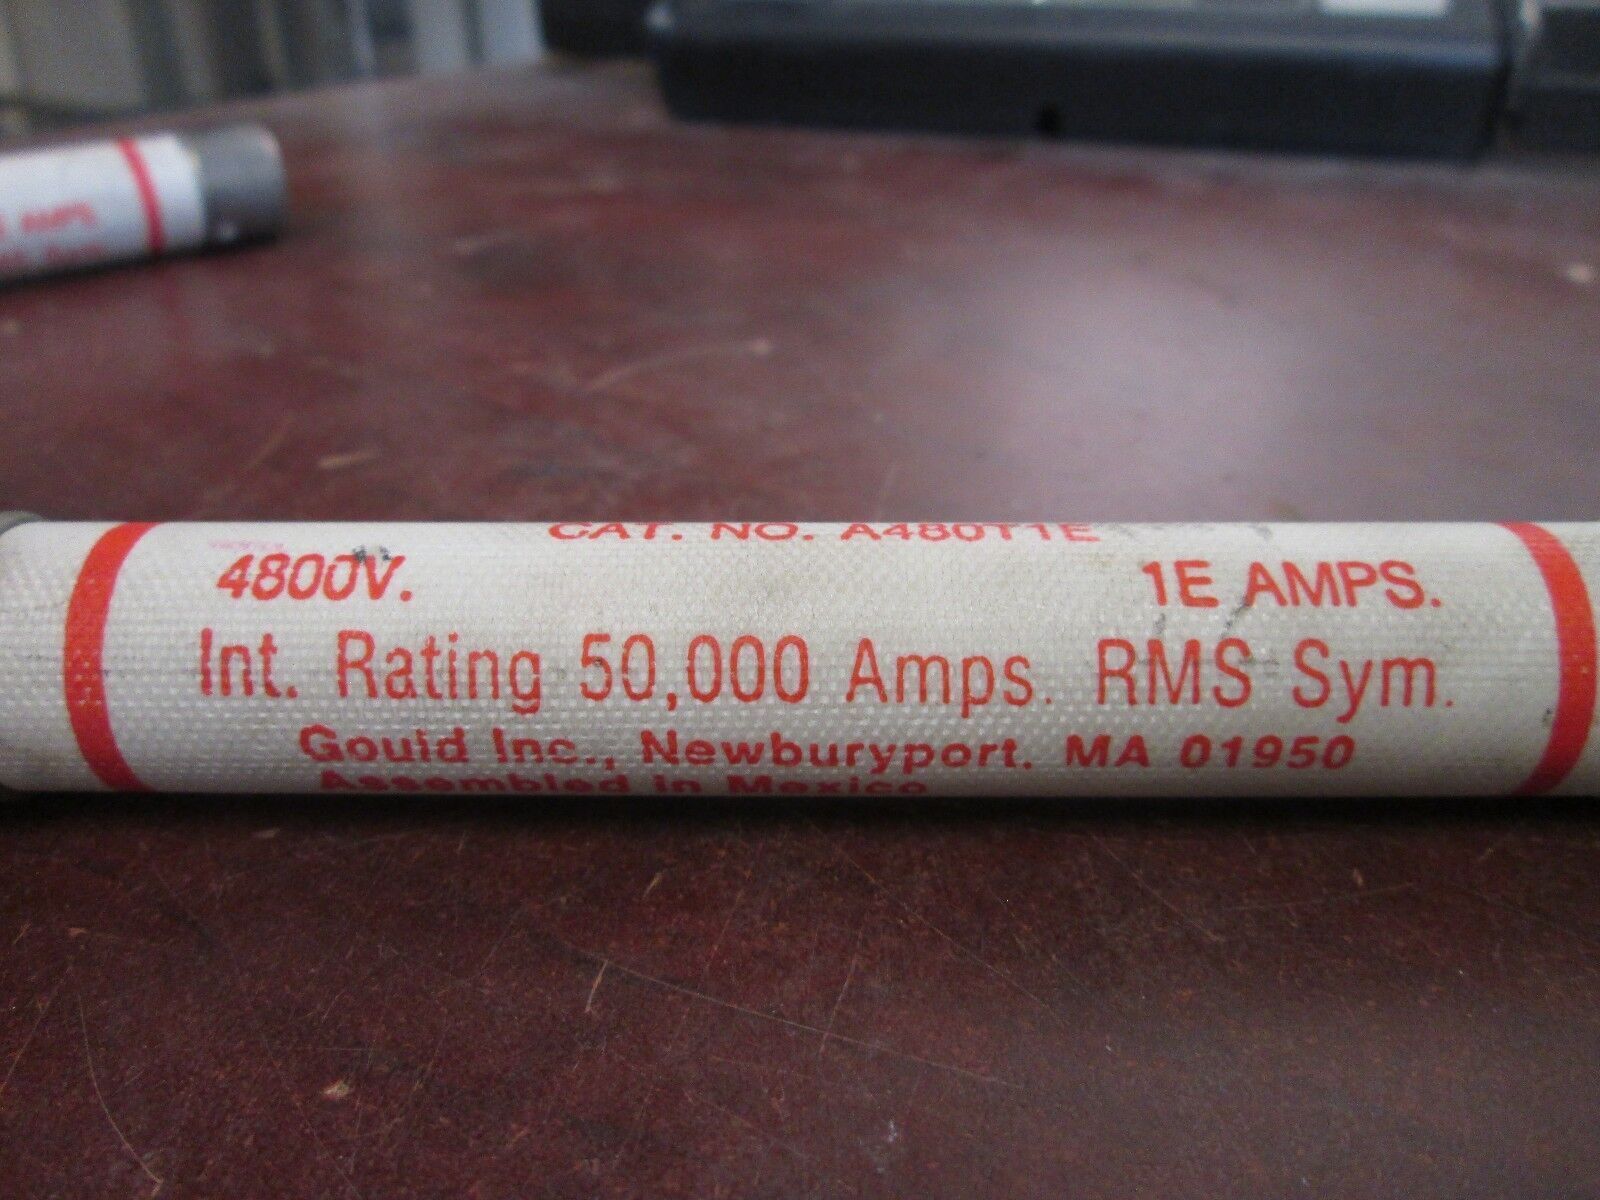 CAT. NO. A480T1E
4800V. 1E AMPS.
Int. Rating 50,000 Amps. RMS Sym.
Gould Inc., Newburyport, MA 01950
Assembled in Mexico
AMPS.